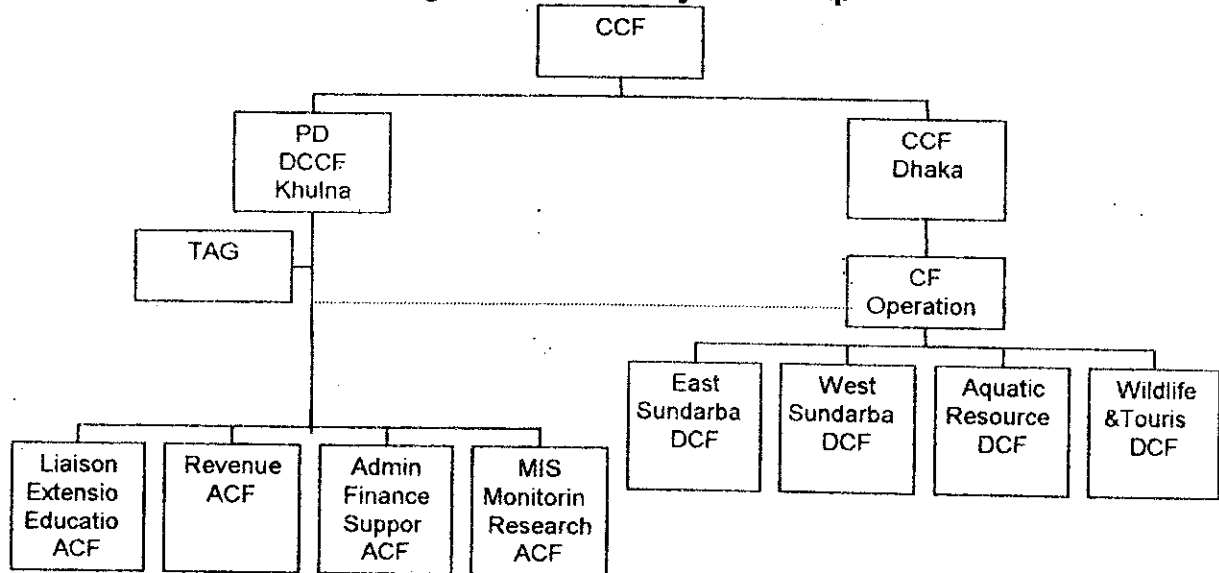 CCF
PD
DCCF
Khulna
CCF
Dhaka
TAG
CF
Operation
East
Sundarba
DCF
West
Sundarba
DCF
Aquatic
Resource
DCF
Wildlife
&Touris
DCF
Liaison
Extensio
Educatio
ACF
Revenue
ACF
Admin
Finance
Suppor
ACF
MIS
Monitorin
Research
ACF